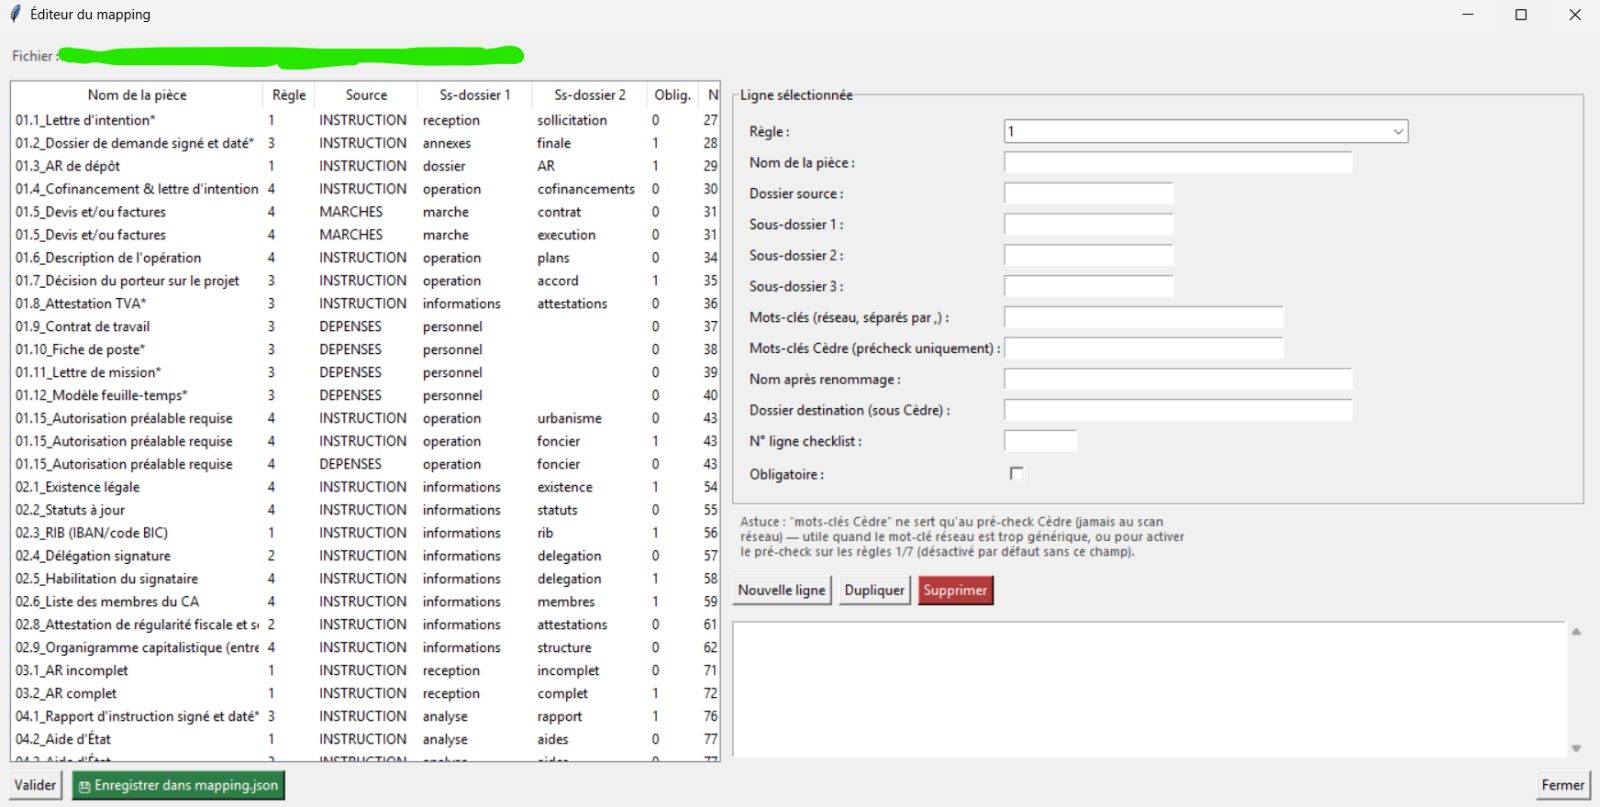 Éditeur du mapping
Fichier :
Nom de la pièce Règle Source Ss-dossier 1 Ss-dossier 2 Oblig. N
01.1_Lettre d'intention* 1 INSTRUCTION reception sollicitation 0 27
01.2_Dossier de demande signé et daté* 3 INSTRUCTION annexes finale 1 28
01.3_AR de dépôt 1 INSTRUCTION dossier AR 1 29
01.4_Cofinancement & lettre d'intention 4 INSTRUCTION operation cofinancements 0 30
01.5_Devis et/ou factures 4 MARCHES marche contrat 0 31
01.5_Devis et/ou factures 4 MARCHES marche execution 0 31
01.6_Description de l'opération 4 INSTRUCTION operation plans 0 34
01.7_Décision du porteur sur le projet 3 INSTRUCTION operation accord 1 35
01.8_Attestation TVA* 3 INSTRUCTION informations attestations 0 36
01.9_Contrat de travail 3 DEPENSES personnel 0 37
01.10_Fiche de poste* 3 DEPENSES personnel 0 38
01.11_Lettre de mission* 3 DEPENSES personnel 0 39
01.12_Modèle feuille-temps* 3 DEPENSES personnel 0 40
01.15_Autorisation préalable requise 4 INSTRUCTION operation urbanisme 0 43
01.15_Autorisation préalable requise 4 INSTRUCTION operation foncier 1 43
01.15_Autorisation préalable requise 4 DEPENSES operation foncier 0 43
02.1_Existence légale 4 INSTRUCTION informations existence 1 54
02.2_Statuts à jour 4 INSTRUCTION informations statuts 0 55
02.3_RIB (IBAN/code BIC) 1 INSTRUCTION informations rib 1 56
02.4_Délégation signature 2 INSTRUCTION informations delegation 0 57
02.5_Habilitation du signataire 4 INSTRUCTION informations delegation 1 58
02.6_Liste des membres du CA 4 INSTRUCTION informations membres 1 59
02.8_Attestation de régularité fiscale et s 2 INSTRUCTION informations attestations 0 61
02.9_Organigramme capitalistique (entre 4 INSTRUCTION informations structure 0 62
03.1_AR incomplet 1 INSTRUCTION reception incomplet 0 71
03.2_AR complet 1 INSTRUCTION reception complet 1 72
04.1_Rapport d'instruction signé et daté* 3 INSTRUCTION analyse rapport 1 76
04.2_Aide d'État 1 INSTRUCTION analyse aides 0 77
Ligne sélectionnée
Règle : 1
Nom de la pièce :
Dossier source :
Sous-dossier 1 :
Sous-dossier 2 :
Sous-dossier 3 :
Mots-clés (réseau, séparés par ,) :
Mots-clés Cèdre (précheck uniquement) :
Nom après renommage :
Dossier destination (sous Cèdre) :
N° ligne checklist :
Obligatoire :
Astuce : "mots-clés Cèdre" ne sert qu'au pré-check Cèdre (jamais au scan
réseau) — utile quand le mot-clé réseau est trop générique, ou pour activer
le pré-check sur les règles 1/7 (désactivé par défaut sans ce champ).
Nouvelle ligne Dupliquer Supprimer
Valider Enregistrer dans mapping.json Fermer